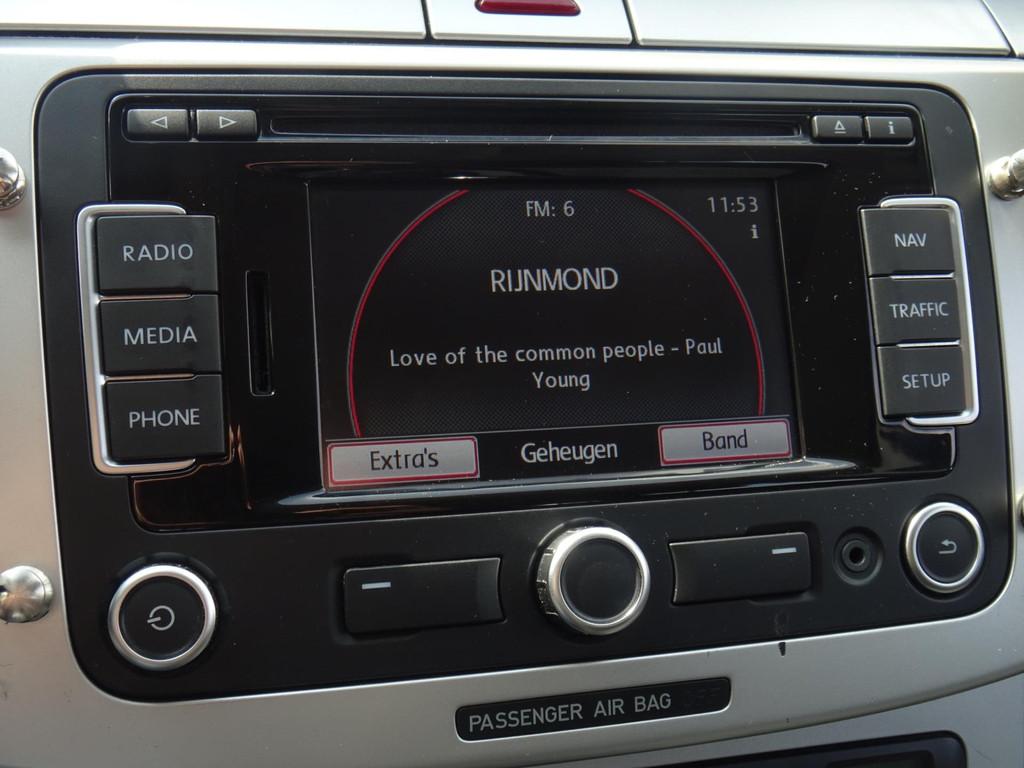 FM: 6
11:53
i
i
RADIO
MEDIA
PHONE
RIJNMOND
Love of the common people - Paul
Young
Extra's
Geheugen
Band
NAV
TRAFFIC
SETUP
PASSENGER AIR BAG OFF